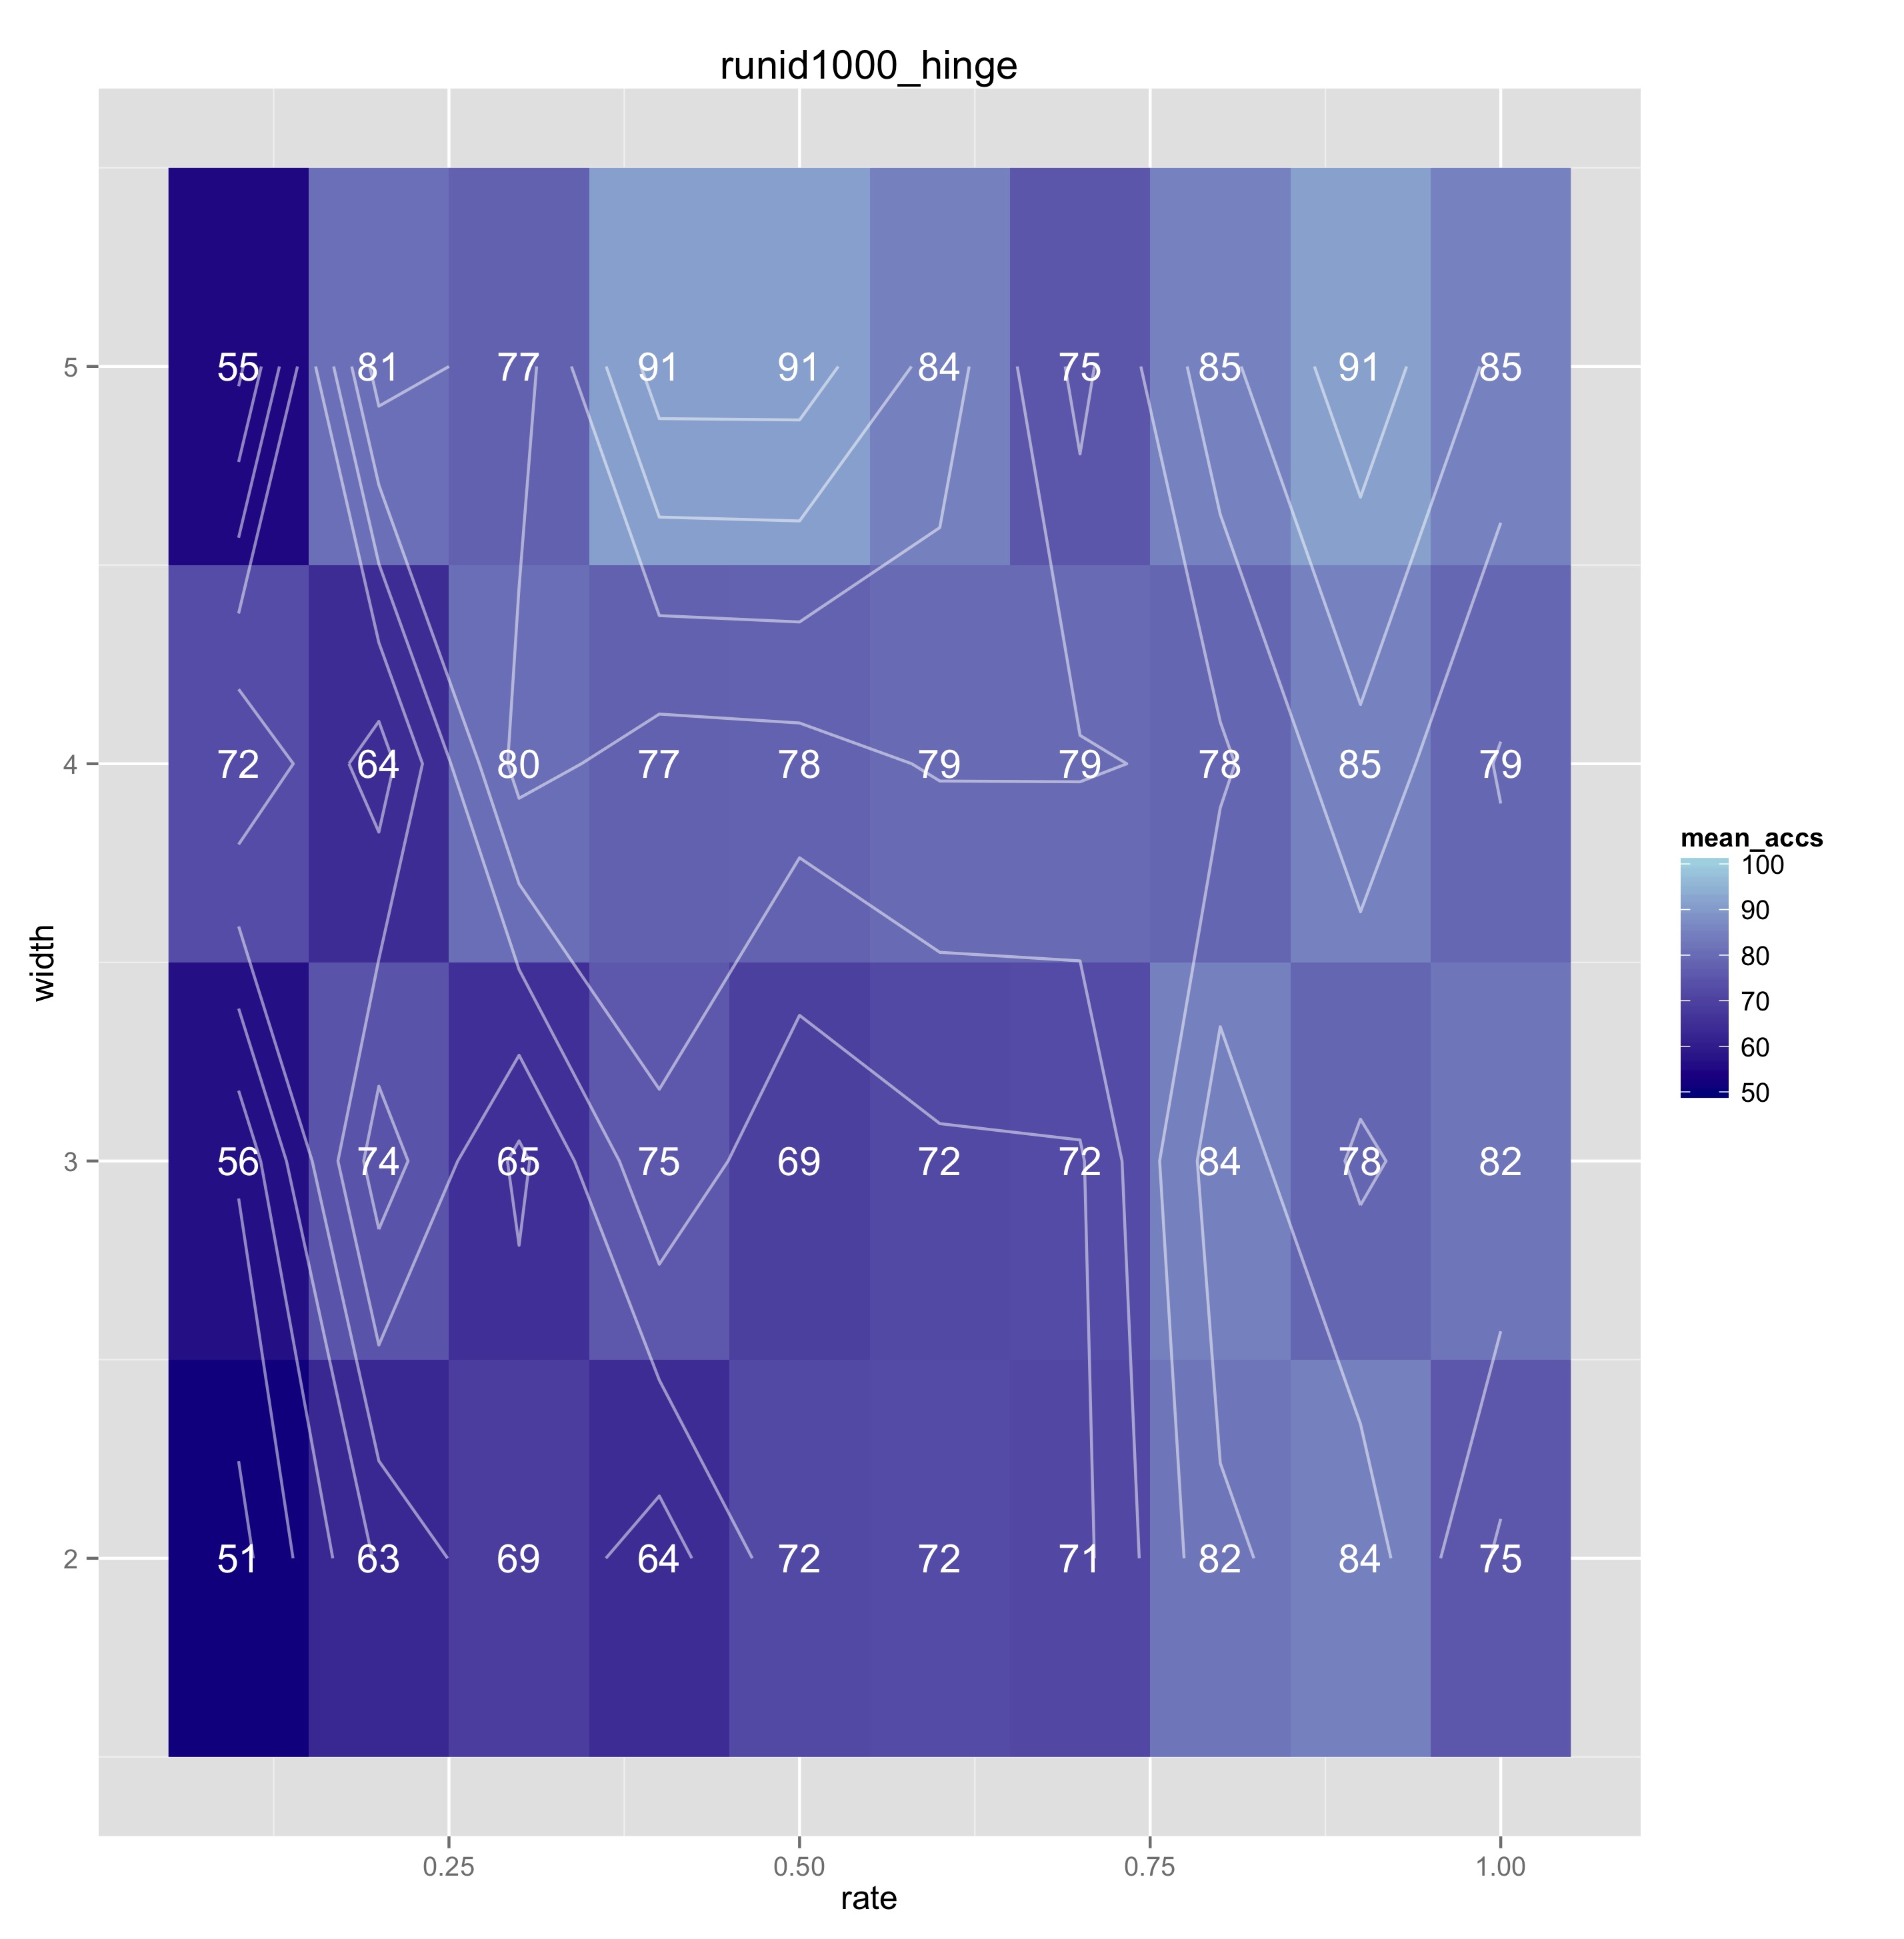 runid1000_hinge
5
55 81 77 91 91 84 75 85 91 85
4
72 64 80 77 78 79 79 78 85 79
3
56 74 65 75 69 72 72 84 78 82
2
51 63 69 64 72 72 71 82 84 75
width
0.25 0.50 0.75 1.00
rate
mean_accs
100
90
80
70
60
50